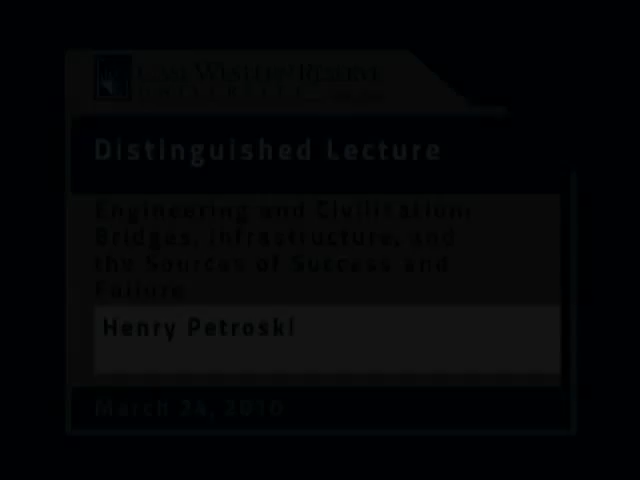 CASE WESTERN RESERVE
UNIVERSITY
Distinguished Lecture
Engineering and Civilization:
Bridges, Infrastructure, and
the Sources of Success and
Failure
Henry Petroski
March 24, 2010